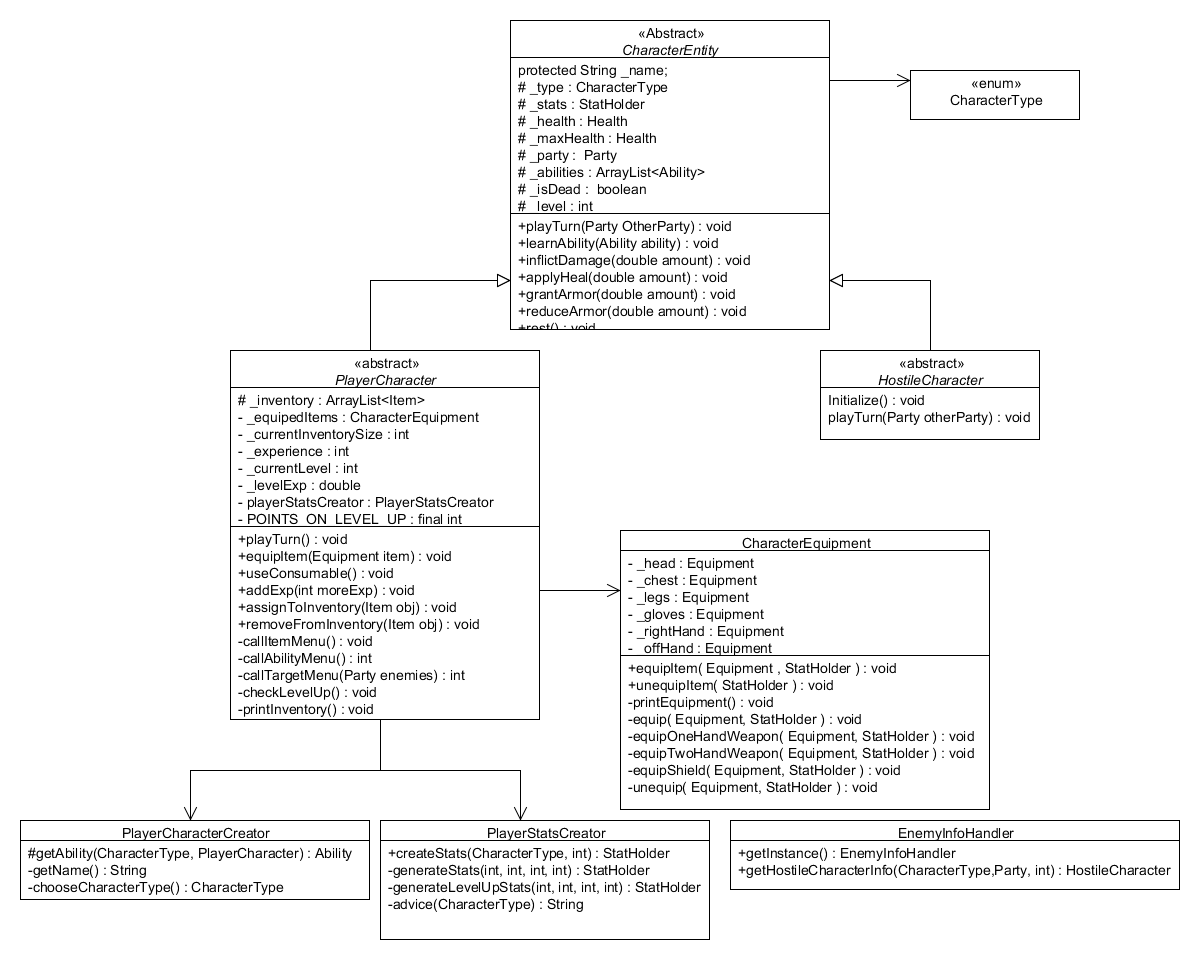 «Abstract»
CharacterEntity
protected String _name;
# _type : CharacterType
# _stats : StatHolder
# _health : Health
# _maxHealth : Health
# _party :  Party
# _abilities : ArrayList<Ability>
# _isDead :  boolean
# _level : int
+playTurn(Party OtherParty) : void
+learnAbility(Ability ability) : void
+inflictDamage(double amount) : void
+applyHeal(double amount) : void
+grantArmor(double amount) : void
+reduceArmor(double amount) : void
+rest() : void
«enum»
CharacterType
«abstract»
PlayerCharacter
# _inventory : ArrayList<Item>
- _equipedItems : CharacterEquipment
- _currentInventorySize : int
- _experience : int
- _currentLevel : int
- _levelExp : double
- playerStatsCreator : PlayerStatsCreator
- POINTS_ON_LEVEL_UP : final int
+playTurn() : void
+equipItem(Equipment item) : void
+useConsumable() : void
+addExp(int moreExp) : void
+assignToInventory(Item obj) : void
+removeFromInventory(Item obj) : void
-callItemMenu() : void
-callAbilityMenu() : int
-callTargetMenu(Party enemies) : int
-checkLevelUp() : void
-printInventory() : void
«abstract»
HostileCharacter
Initialize() : void
playTurn(Party otherParty) : void
CharacterEquipment
- _head : Equipment
- _chest : Equipment
- _legs : Equipment
- _gloves : Equipment
- _rightHand : Equipment
- _offHand : Equipment
+equipItem( Equipment , StatHolder ) : void
+unequipItem( StatHolder ) : void
-printEquipment() : void
-equip( Equipment, StatHolder ) : void
-equipOneHandWeapon( Equipment, StatHolder ) : void
-equipTwoHandWeapon( Equipment, StatHolder ) : void
-equipShield( Equipment, StatHolder ) : void
-unequip( Equipment, StatHolder ) : void
PlayerCharacterCreator
#getAbility(CharacterType, PlayerCharacter) : Ability
-getName() : String
-chooseCharacterType() : CharacterType
PlayerStatsCreator
+createStats(CharacterType, int) : StatHolder
-generateStats(int, int, int, int) : StatHolder
-generateLevelUpStats(int, int, int, int) : StatHolder
-advice(CharacterType) : String
EnemyInfoHandler
+getInstance() : EnemyInfoHandler
+getHostileCharacterInfo(CharacterType,Party, int) : HostileCharacter